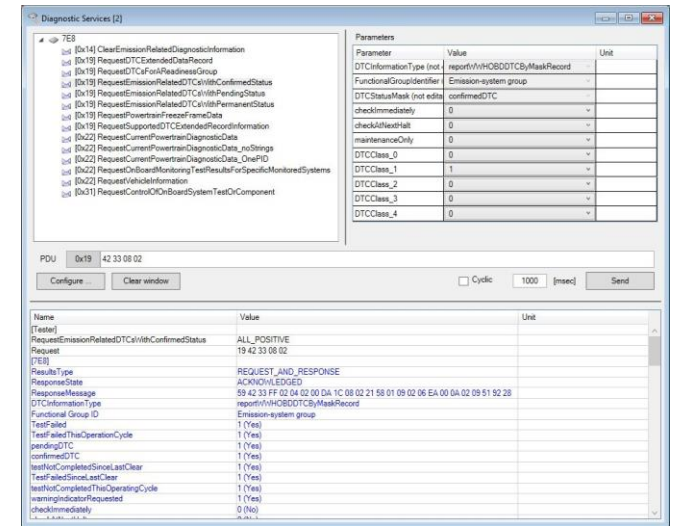 Diagnostic Services [2]
7E8
[0x14] ClearEmissionRelatedDiagnosticInformation
[0x19] RequestDTCExtendedDataRecord
[0x19] RequestDTCsForAReadinessGroup
[0x19] RequestEmissionRelatedDTCsWithConfirmedStatus
[0x19] RequestEmissionRelatedDTCsWithPendingStatus
[0x19] RequestEmissionRelatedDTCsWithPermanentStatus
[0x19] RequestPowertrainFreezeFrameData
[0x19] RequestSupportedDTCExtendedRecordInformation
[0x22] RequestCurrentPowertrainDiagnosticData
[0x22] RequestCurrentPowertrainDiagnosticData_noStrings
[0x22] RequestCurrentPowertrainDiagnosticData_OnePID
[0x22] RequestOnBoardMonitoringTestResultsForSpecificMonitoredSystems
[0x22] RequestVehicleInformation
[0x31] RequestControlOfOnBoardSystemTestOrComponent
Parameters
Parameter Value Unit
DTCInformationType (not reportWWHOBDDTCByMaskRecord
FunctionalGroupIdentifier Emission-system group
DTCStatusMask (not edita confirmedDTC
checkImmediately 0
checkAtNextHalt 0
maintenanceOnly 0
DTCClass_0 0
DTCClass_1 1
DTCClass_2 0
DTCClass_3 0
DTCClass_4 0
PDU 0x19 42 33 08 02
Configure ... Clear window Cyclic 1000 [msec] Send
Name Value Unit
[Tester]
RequestEmissionRelatedDTCsWithConfirmedStatus ALL_POSITIVE
Request 19 42 33 08 02
[7E8]
ResultsType REQUEST_AND_RESPONSE
ResponseState ACKNOWLEDGED
ResponseMessage 59 42 33 FF 02 04 02 00 DA 1C 08 02 21 58 01 09 02 06 EA 00 0A 02 09 51 92 28
DTCInformationType reportWWHOBDDTCByMaskRecord
Functional Group ID Emission-system group
TestFailed 1 (Yes)
TestFailedThisOperationCycle 1 (Yes)
pendingDTC 1 (Yes)
confirmedDTC 1 (Yes)
testNotCompletedSinceLastClear 1 (Yes)
TestFailedSinceLastClear 1 (Yes)
testNotCompletedThisOperatingCycle 1 (Yes)
warningIndicatorRequested 1 (Yes)
checkImmediately 0 (No)